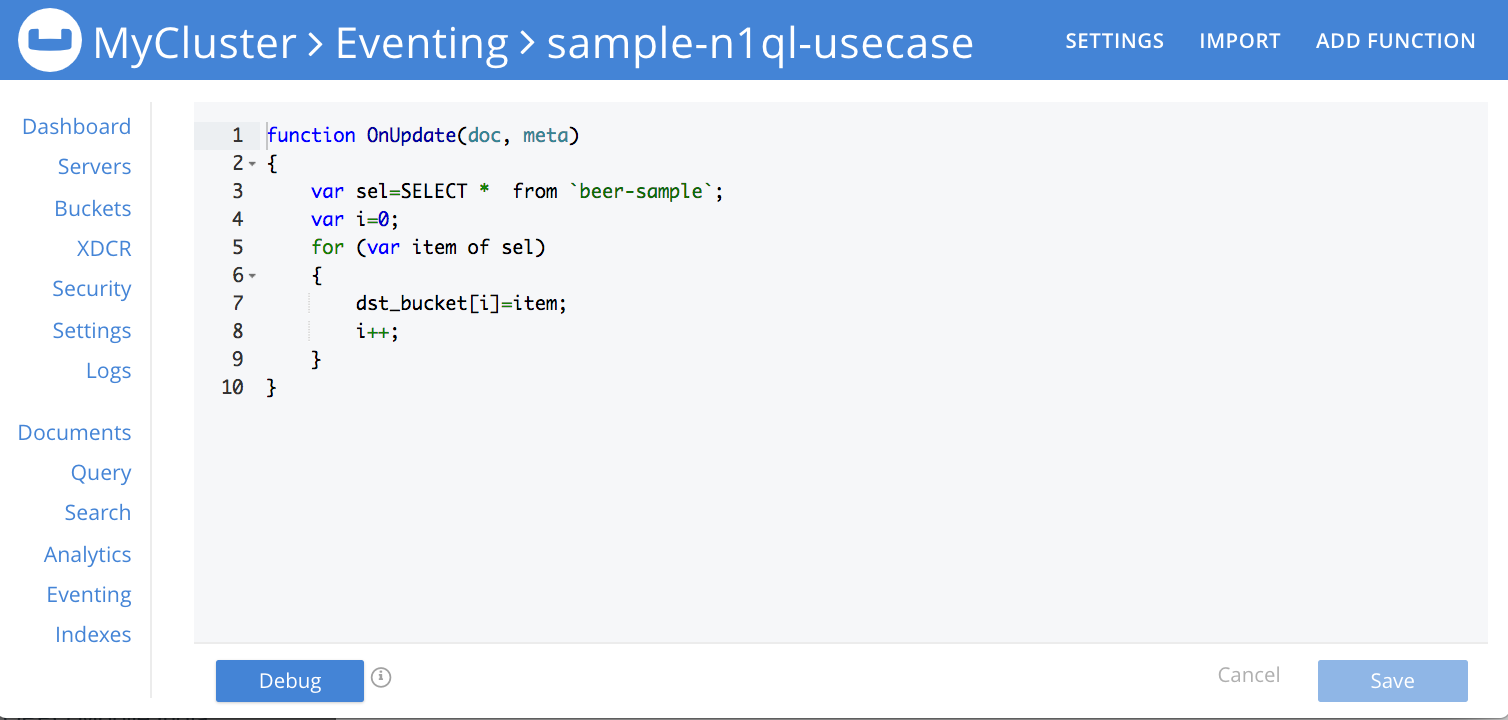 MyCluster > Eventing > sample-n1ql-usecase
SETTINGS IMPORT ADD FUNCTION
Dashboard
Servers
Buckets
XDCR
Security
Settings
Logs
Documents
Query
Search
Analytics
Eventing
Indexes
1 function OnUpdate(doc, meta)
2 {
3     var sel=SELECT *  from `beer-sample`;
4     var i=0;
5     for (var item of sel)
6     {
7         dst_bucket[i]=item;
8         i++;
9     }
10 }
Debug
Cancel
Save